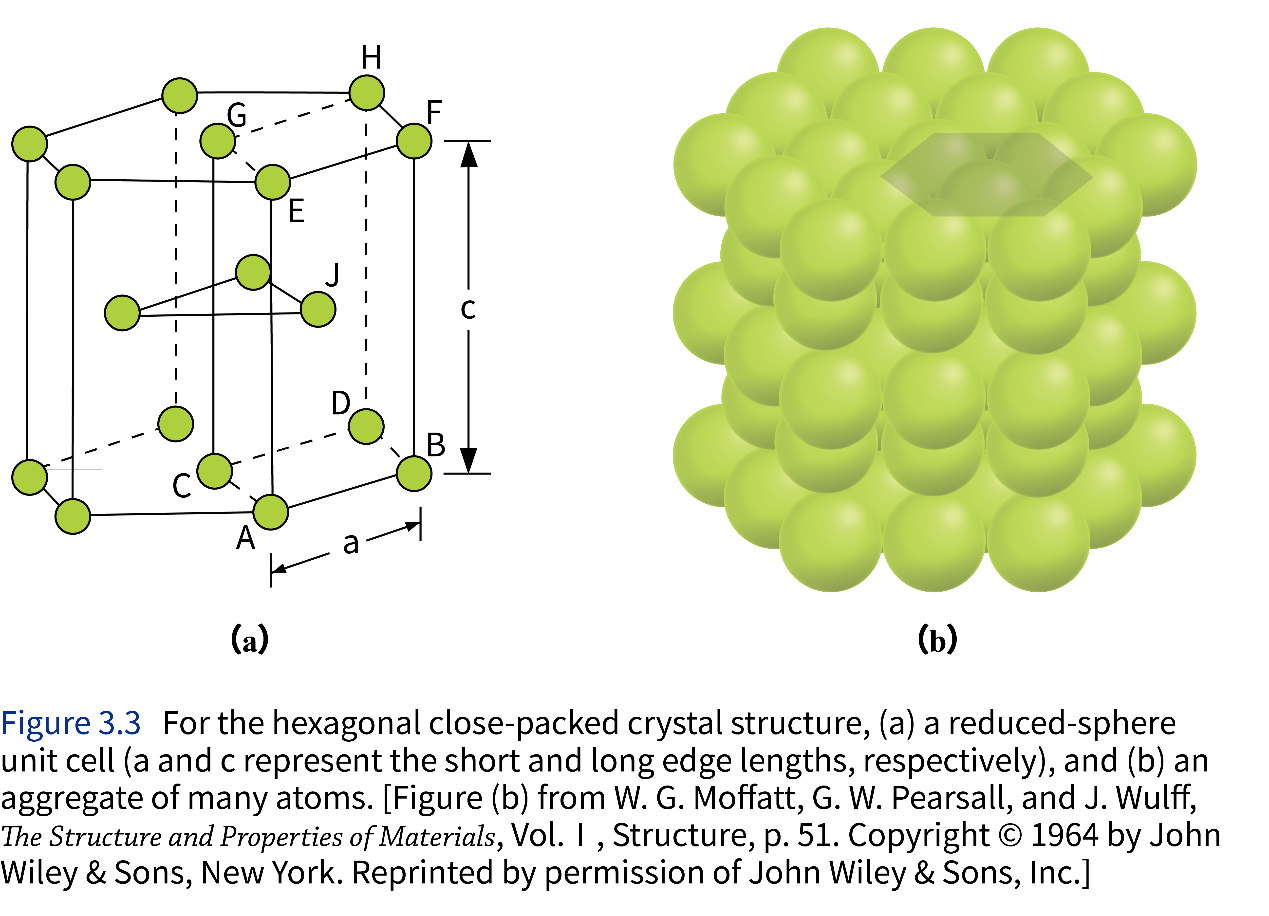 H
G
F
E
J
c
D
B
C
A
a
(a)
(b)
Figure 3.3 For the hexagonal close-packed crystal structure, (a) a reduced-sphere
unit cell (a and c represent the short and long edge lengths, respectively), and (b) an
aggregate of many atoms. [Figure (b) from W. G. Moffatt, G. W. Pearsall, and J. Wulff,
The Structure and Properties of Materials, Vol. I , Structure, p. 51. Copyright © 1964 by John
Wiley & Sons, New York. Reprinted by permission of John Wiley & Sons, Inc.]